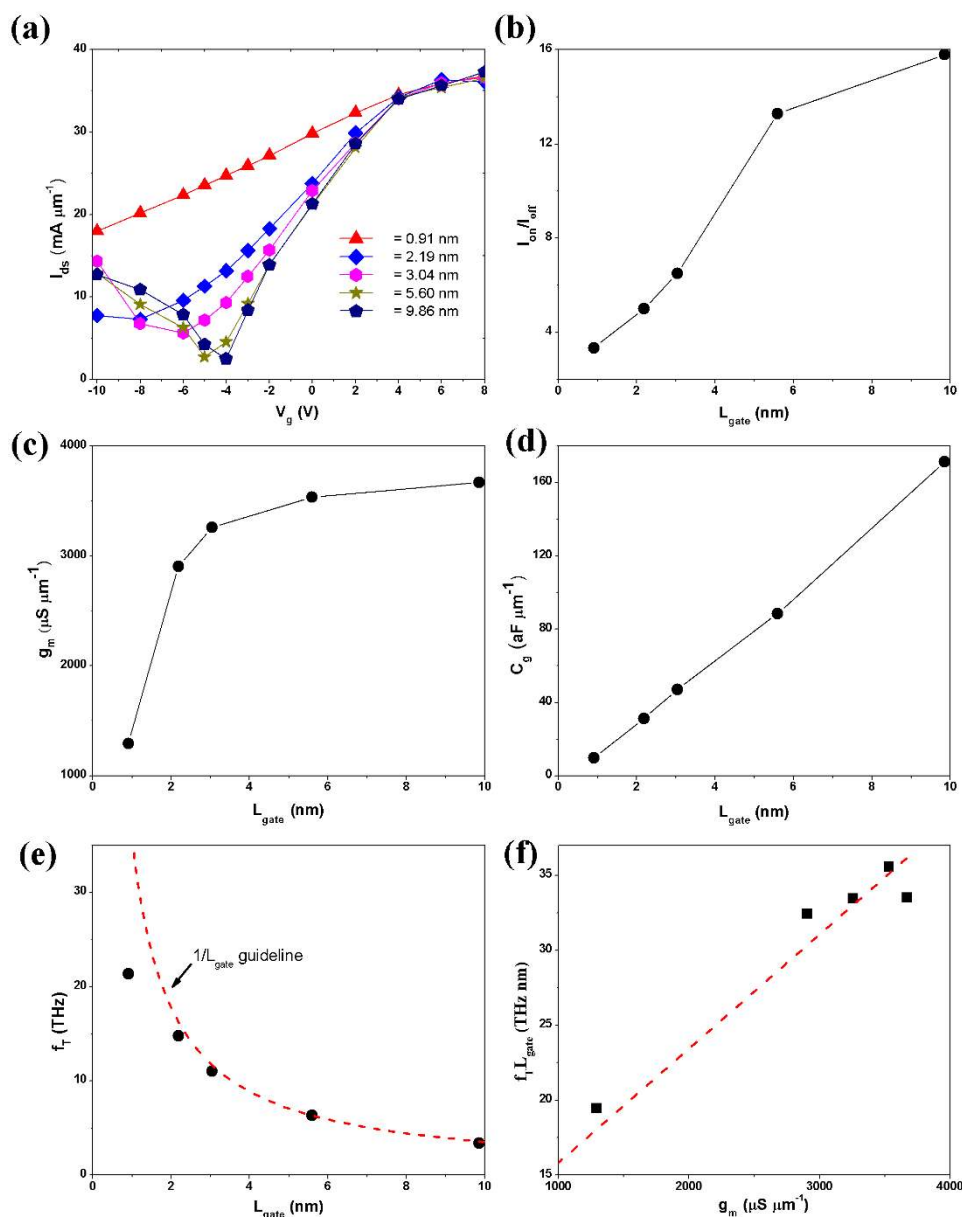 (a)
40
30
20
10
0
I_ds (mA μm⁻¹)
-10 -8 -6 -4 -2 0 2 4 6 8
V_g (V)
= 0.91 nm
= 2.19 nm
= 3.04 nm
= 5.60 nm
= 9.86 nm
(b)
16
12
8
4
I_on/I_off
0 2 4 6 8 10
L_gate (nm)
(c)
4000
3000
2000
1000
g_m (μS μm⁻¹)
0 2 4 6 8 10
L_gate (nm)
(d)
160
120
80
40
0
C_g (aF μm⁻¹)
0 2 4 6 8 10
L_gate (nm)
(e)
30
20
10
0
f_T (THz)
1/L_gate guideline
0 2 4 6 8 10
L_gate (nm)
(f)
35
30
25
20
15
f_T L_gate (THz nm)
1000 2000 3000 4000
g_m (μS μm⁻¹)